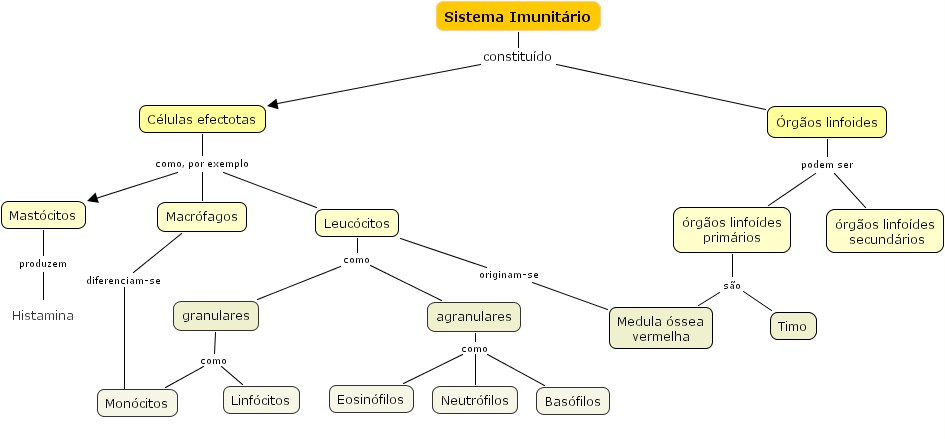 Sistema Imunitário
constituído
Células efectotas
Órgãos linfoides
como, por exemplo
podem ser
Mastócitos
Macrófagos
Leucócitos
órgãos linfoídes
primários
órgãos linfoídes
secundários
produzem
diferenciam-se
como
originam-se
são
Histamina
granulares
agranulares
Medula óssea
vermelha
Timo
como
como
Monócitos
Linfócitos
Eosinófilos
Neutrófilos
Basófilos